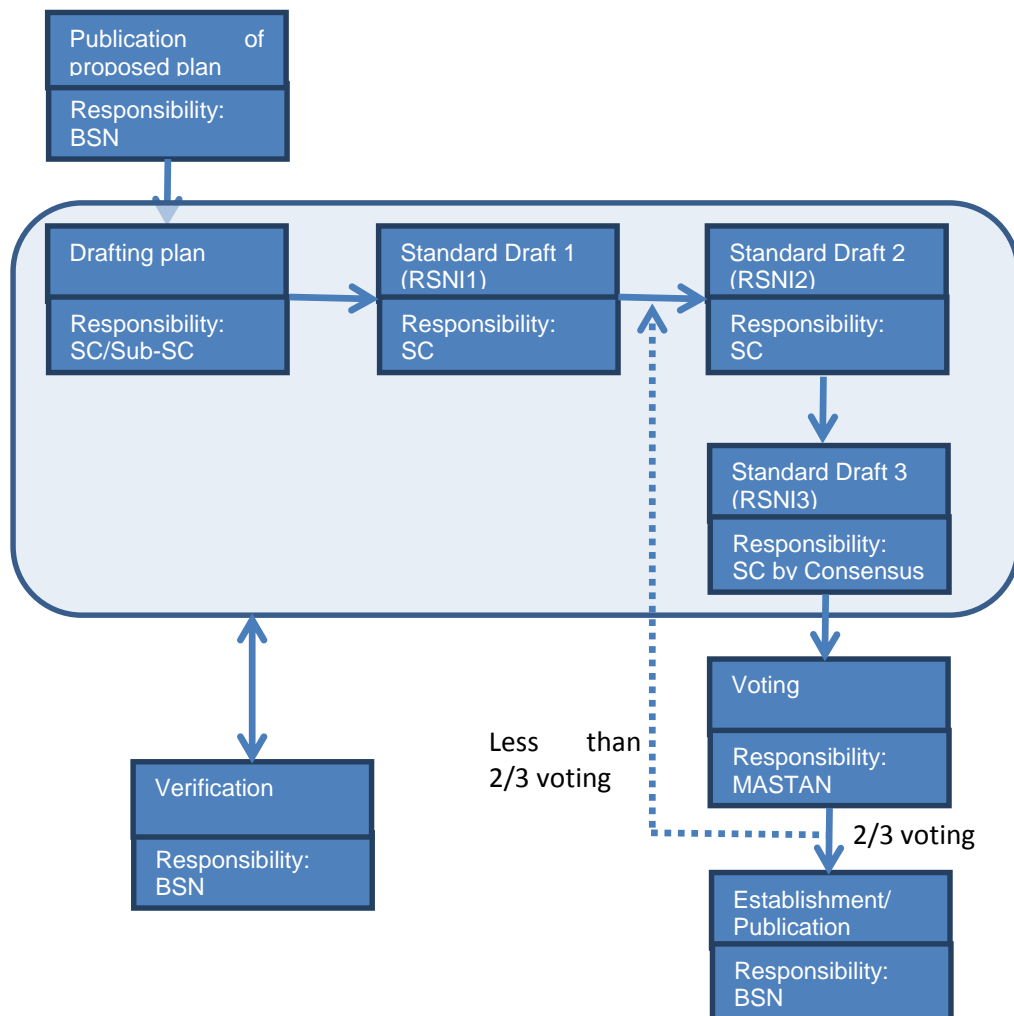 Publication of
proposed plan
Responsibility:
BSN
Drafting plan
Responsibility:
SC/Sub-SC
Standard Draft 1
(RSNI1)
Responsibility:
SC
Standard Draft 2
(RSNI2)
Responsibility:
SC
Standard Draft 3
(RSNI3)
Responsibility:
SC by Consensus
Voting
Responsibility:
MASTAN
Less than
2/3 voting
2/3 voting
Verification
Responsibility:
BSN
Establishment/
Publication
Responsibility:
BSN